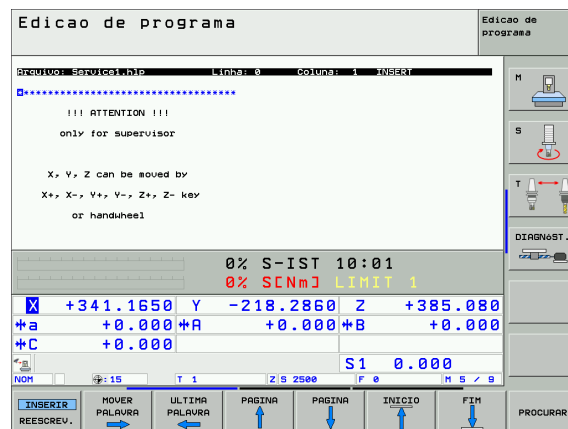 Edicao de programa
Edicao de programa
Arquivo: Service1.hlp Linha: 0 Coluna: 1 INSERT
************************************
!!! ATTENTION !!!
only for supervisor
X, Y, Z can be moved by
X+, X-, Y+, Y-, Z+, Z- key
or handwheel
M
S
T
DIAGNóST.
0% S-IST 10:01
0% S[Nm] LIMIT 1
X +341.1650 Y -218.2860 Z +385.080
*a +0.000 *A +0.000 *B +0.000
*C +0.000
S1 0.000
NOM :15 T 1 Z S 2500 F 0 M 5 / 9
INSERIR REESCREV.
MOVER PALAVRA
ULTIMA PALAVRA
PAGINA
PAGINA
INICIO
FIM
PROCURAR